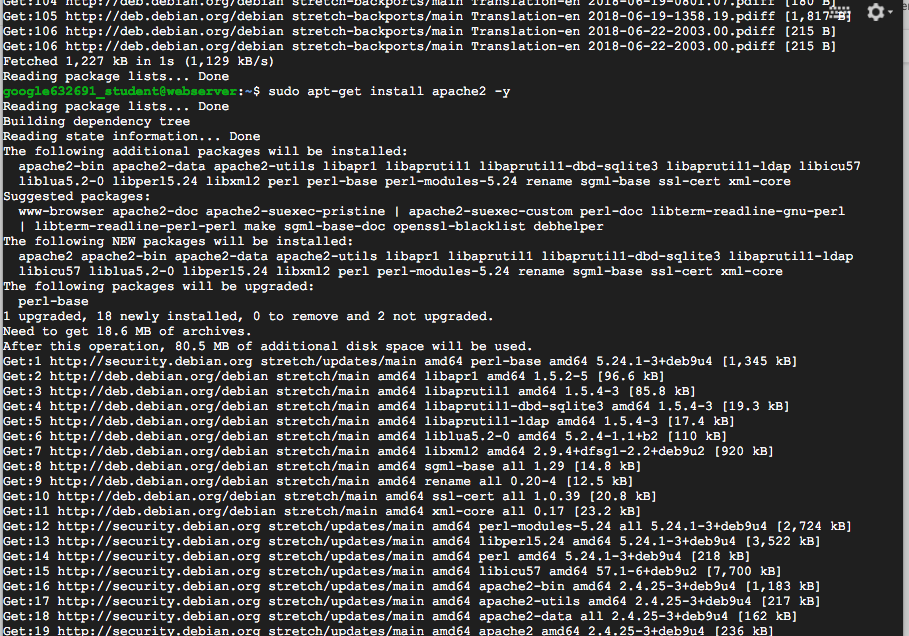 Get:104 http://deb.debian.org/debian stretch-backports/main Translation-en 2018-06-19-0801.07.pdiff [180 B]
Get:105 http://deb.debian.org/debian stretch-backports/main Translation-en 2018-06-19-1358.19.pdiff [1,817 B]
Get:106 http://deb.debian.org/debian stretch-backports/main Translation-en 2018-06-22-2003.00.pdiff [215 B]
Get:106 http://deb.debian.org/debian stretch-backports/main Translation-en 2018-06-22-2003.00.pdiff [215 B]
Fetched 1,227 kB in 1s (1,129 kB/s)
Reading package lists... Done
google632691_student@webserver:~$ sudo apt-get install apache2 -y
Reading package lists... Done
Building dependency tree
Reading state information... Done
The following additional packages will be installed:
  apache2-bin apache2-data apache2-utils libapr1 libaprutil1 libaprutil1-dbd-sqlite3 libaprutil1-ldap libicu57
  liblua5.2-0 libperl5.24 libxml2 perl perl-base perl-modules-5.24 rename sgml-base ssl-cert xml-core
Suggested packages:
  www-browser apache2-doc apache2-suexec-pristine | apache2-suexec-custom perl-doc libterm-readline-gnu-perl
  | libterm-readline-perl-perl make sgml-base-doc openssl-blacklist debhelper
The following NEW packages will be installed:
  apache2 apache2-bin apache2-data apache2-utils libapr1 libaprutil1 libaprutil1-dbd-sqlite3 libaprutil1-ldap
  libicu57 liblua5.2-0 libperl5.24 libxml2 perl perl-modules-5.24 rename sgml-base ssl-cert xml-core
The following packages will be upgraded:
  perl-base
1 upgraded, 18 newly installed, 0 to remove and 2 not upgraded.
Need to get 18.6 MB of archives.
After this operation, 80.5 MB of additional disk space will be used.
Get:1 http://security.debian.org stretch/updates/main amd64 perl-base amd64 5.24.1-3+deb9u4 [1,345 kB]
Get:2 http://deb.debian.org/debian stretch/main amd64 libapr1 amd64 1.5.2-5 [96.6 kB]
Get:3 http://deb.debian.org/debian stretch/main amd64 libaprutil1 amd64 1.5.4-3 [85.8 kB]
Get:4 http://deb.debian.org/debian stretch/main amd64 libaprutil1-dbd-sqlite3 amd64 1.5.4-3 [19.3 kB]
Get:5 http://deb.debian.org/debian stretch/main amd64 libaprutil1-ldap amd64 1.5.4-3 [17.4 kB]
Get:6 http://deb.debian.org/debian stretch/main amd64 liblua5.2-0 amd64 5.2.4-1.1+b2 [110 kB]
Get:7 http://deb.debian.org/debian stretch/main amd64 libxml2 amd64 2.9.4+dfsg1-2.2+deb9u2 [920 kB]
Get:8 http://deb.debian.org/debian stretch/main amd64 sgml-base all 1.29 [14.8 kB]
Get:9 http://deb.debian.org/debian stretch/main amd64 rename all 0.20-4 [12.5 kB]
Get:10 http://deb.debian.org/debian stretch/main amd64 ssl-cert all 1.0.39 [20.8 kB]
Get:11 http://deb.debian.org/debian stretch/main amd64 xml-core all 0.17 [23.2 kB]
Get:12 http://security.debian.org stretch/updates/main amd64 perl-modules-5.24 all 5.24.1-3+deb9u4 [2,724 kB]
Get:13 http://security.debian.org stretch/updates/main amd64 libperl5.24 amd64 5.24.1-3+deb9u4 [3,522 kB]
Get:14 http://security.debian.org stretch/updates/main amd64 perl amd64 5.24.1-3+deb9u4 [218 kB]
Get:15 http://security.debian.org stretch/updates/main amd64 libicu57 amd64 57.1-6+deb9u2 [7,700 kB]
Get:16 http://security.debian.org stretch/updates/main amd64 apache2-bin amd64 2.4.25-3+deb9u4 [1,183 kB]
Get:17 http://security.debian.org stretch/updates/main amd64 apache2-utils amd64 2.4.25-3+deb9u4 [217 kB]
Get:18 http://security.debian.org stretch/updates/main amd64 apache2-data all 2.4.25-3+deb9u4 [162 kB]
Get:19 http://security.debian.org stretch/updates/main amd64 apache2 amd64 2.4.25-3+deb9u4 [236 kB]